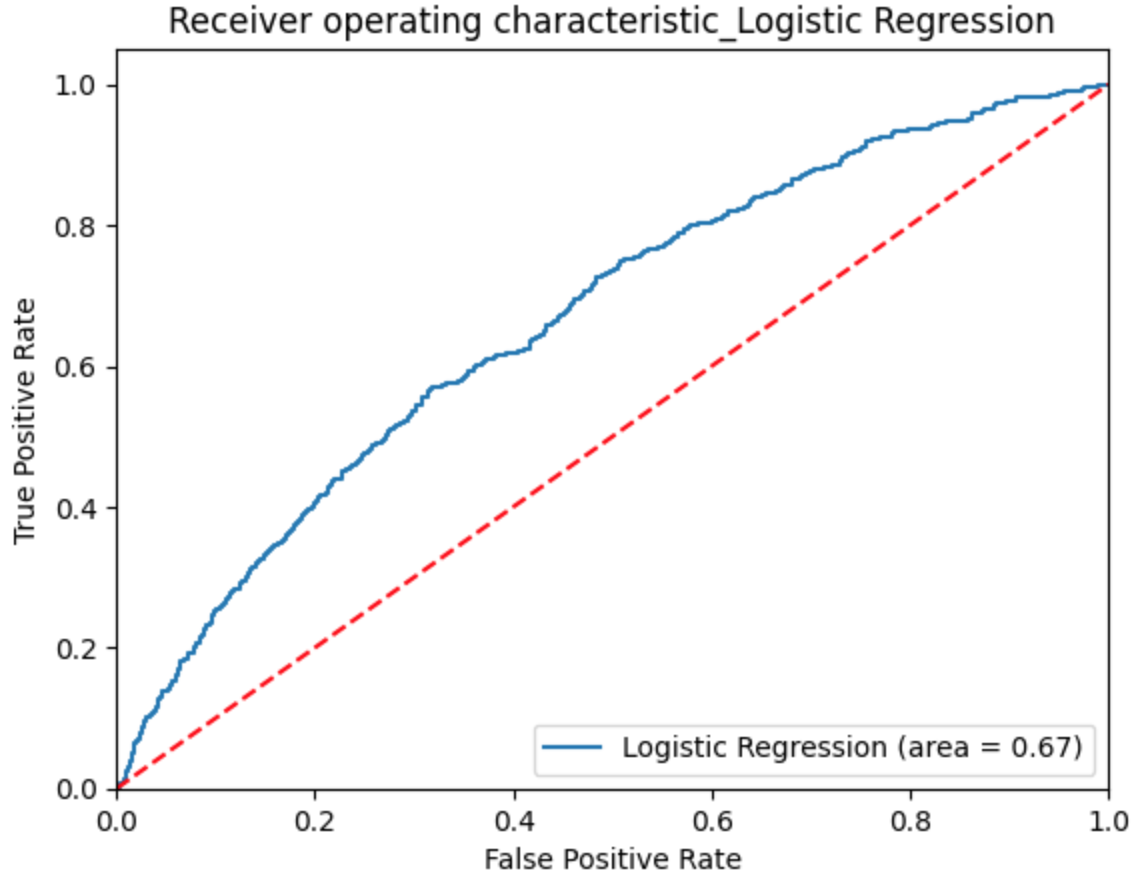 Receiver operating characteristic_Logistic Regression
True Positive Rate
1.0
0.8
0.6
0.4
0.2
0.0
Logistic Regression (area = 0.67)
0.0 0.2 0.4 0.6 0.8 1.0
False Positive Rate